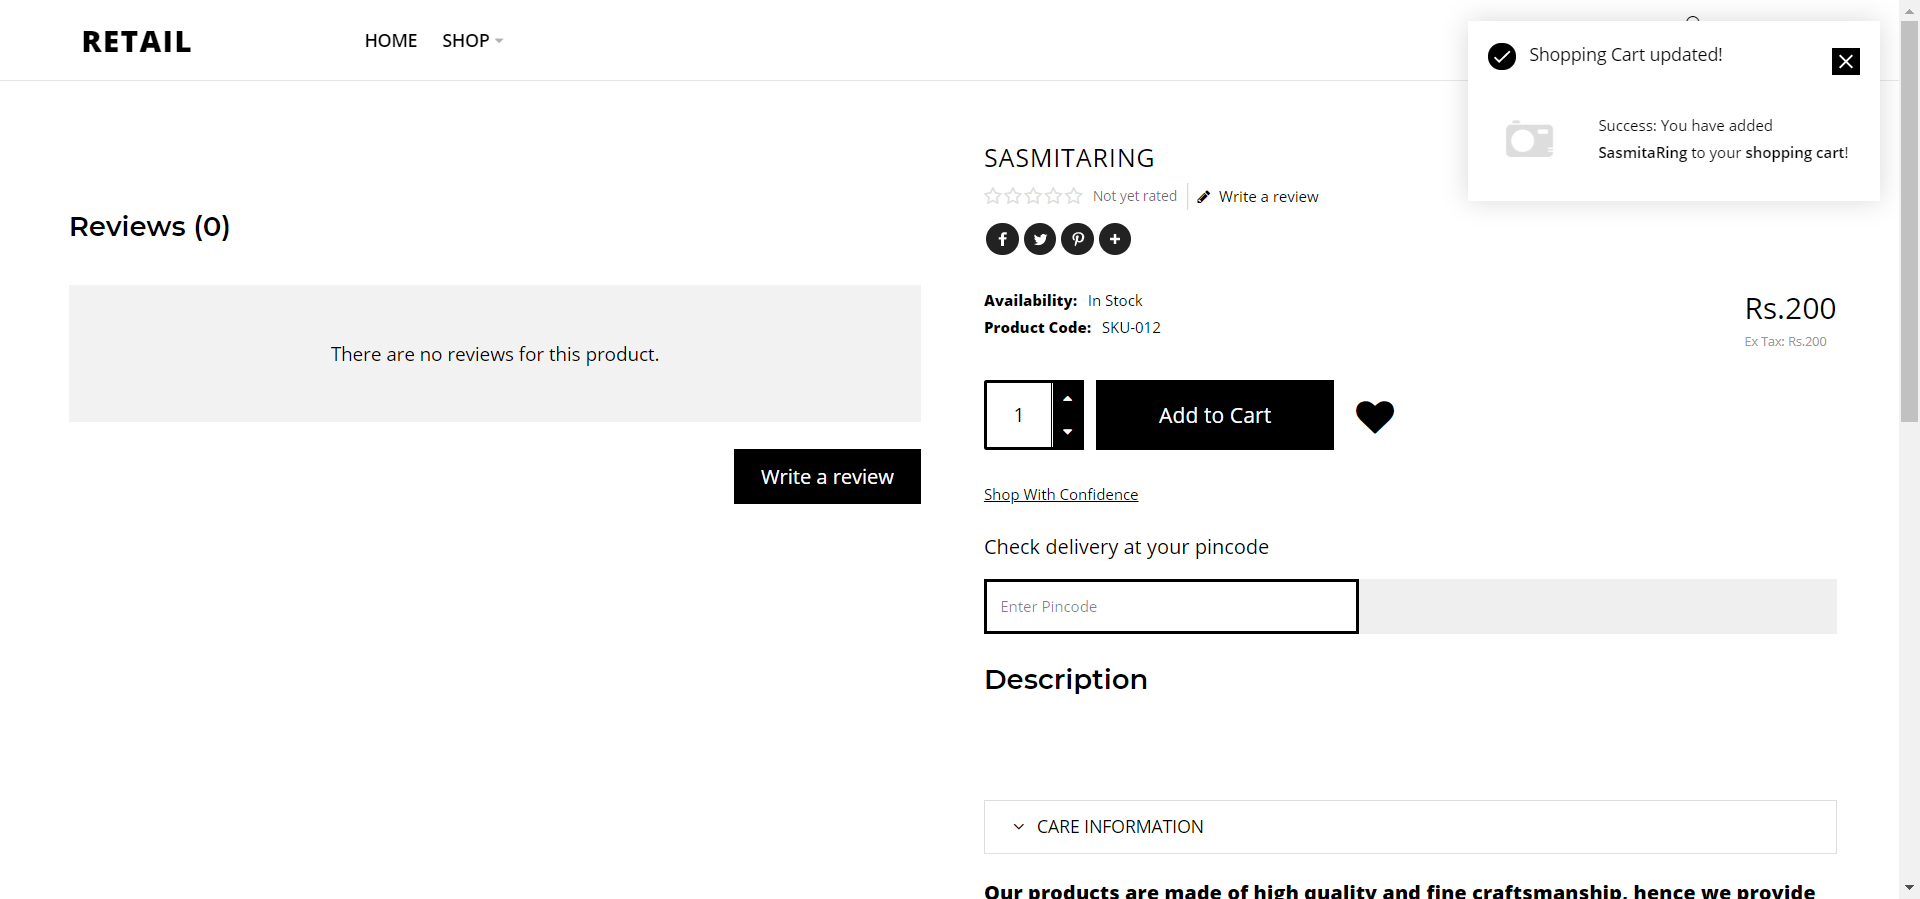 RETAIL
HOME SHOP
Shopping Cart updated!
Success: You have added
SasmitaRing to your shopping cart!
SASMITARING
Not yet rated
Write a review
Reviews (0)
There are no reviews for this product.
Write a review
Availability: In Stock
Product Code: SKU-012
Rs.200
Ex Tax: Rs.200
1
Add to Cart
Shop With Confidence
Check delivery at your pincode
Enter Pincode
Description
CARE INFORMATION
Our products are made of high quality and fine craftsmanship, hence we provide